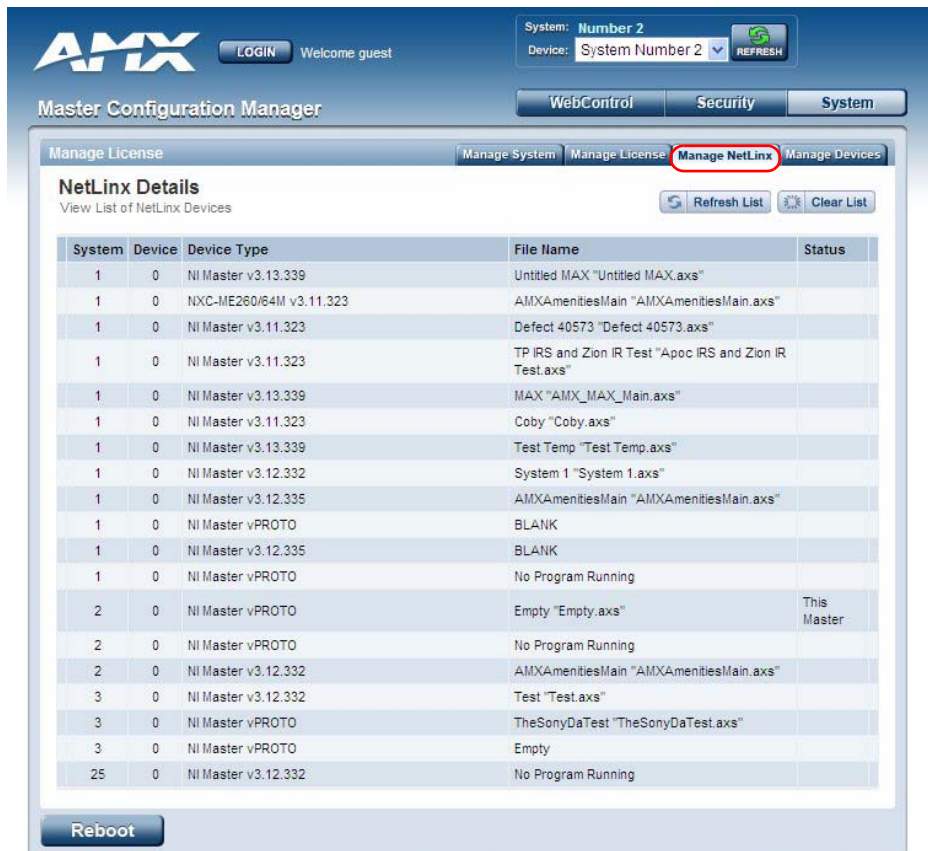 System: Number 2
AMX LOGIN Welcome guest
Device: System Number 2 REFRESH
Master Configuration Manager
WebControl Security System
Manage License
Manage System Manage License Manage NetLinx Manage Devices
NetLinx Details
View List of NetLinx Devices
Refresh List Clear List
System Device Device Type File Name Status
1 0 NI Master v3.13.339 Untitled MAX "Untitled MAX.axs"
1 0 NXC-ME260/64M v3.11.323 AMXAmenitiesMain "AMXAmenitiesMain.axs"
1 0 NI Master v3.11.323 Defect 40573 "Defect 40573.axs"
1 0 NI Master v3.11.323 TP IRS and Zion IR Test "Apoc IRS and Zion IR
Test.axs"
1 0 NI Master v3.13.339 MAX "AMX_MAX_Main.axs"
1 0 NI Master v3.11.323 Coby "Coby.axs"
1 0 NI Master v3.13.339 Test Temp "Test Temp.axs"
1 0 NI Master v3.12.332 System 1 "System 1.axs"
1 0 NI Master v3.12.335 AMXAmenitiesMain "AMXAmenitiesMain.axs"
1 0 NI Master vPROTO BLANK
1 0 NI Master v3.12.335 BLANK
1 0 NI Master vPROTO No Program Running
2 0 NI Master vPROTO Empty "Empty.axs" This
Master
2 0 NI Master vPROTO No Program Running
2 0 NI Master v3.12.332 AMXAmenitiesMain "AMXAmenitiesMain.axs"
3 0 NI Master v3.12.332 Test "Test.axs"
3 0 NI Master vPROTO TheSonyDaTest "TheSonyDaTest.axs"
3 0 NI Master vPROTO Empty
25 0 NI Master v3.12.332 No Program Running
Reboot